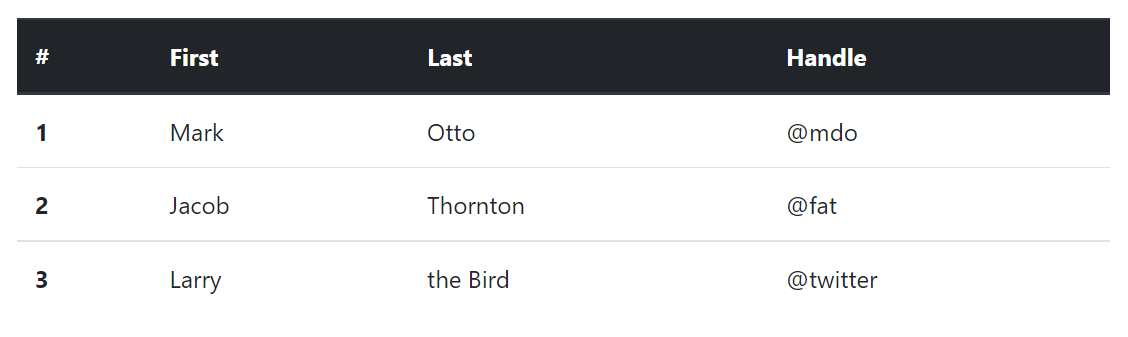 # First Last Handle
1 Mark Otto @mdo
2 Jacob Thornton @fat
3 Larry the Bird @twitter